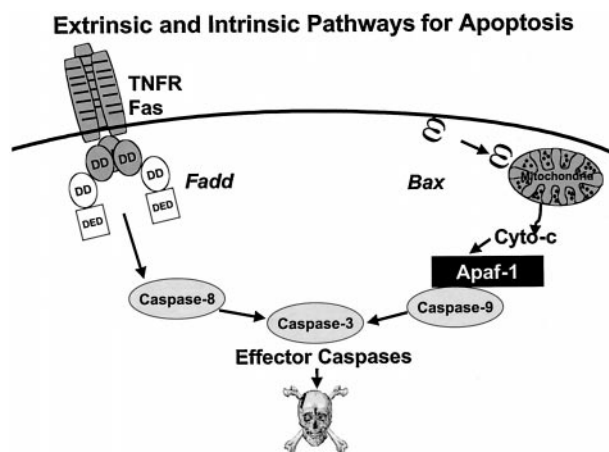 Extrinsic and Intrinsic Pathways for Apoptosis
TNFR
Fas
DD
DD
DD
DD
DED
DED
Fadd
Bax
Mitochondria
Cyto-c
Apaf-1
Caspase-8
Caspase-3
Caspase-9
Effector Caspases